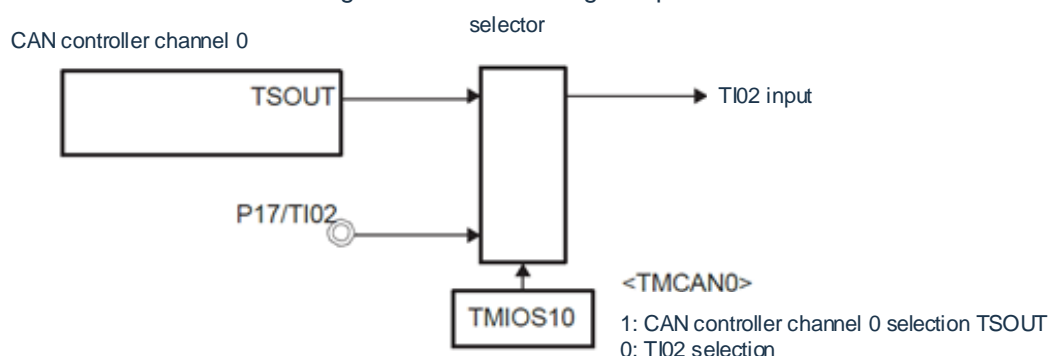 selector
CAN controller channel 0
TSOUT
TI02 input
P17/TI02
<TMCAN0>
TMIOS10
1: CAN controller channel 0 selection TSOUT
0: TI02 selection